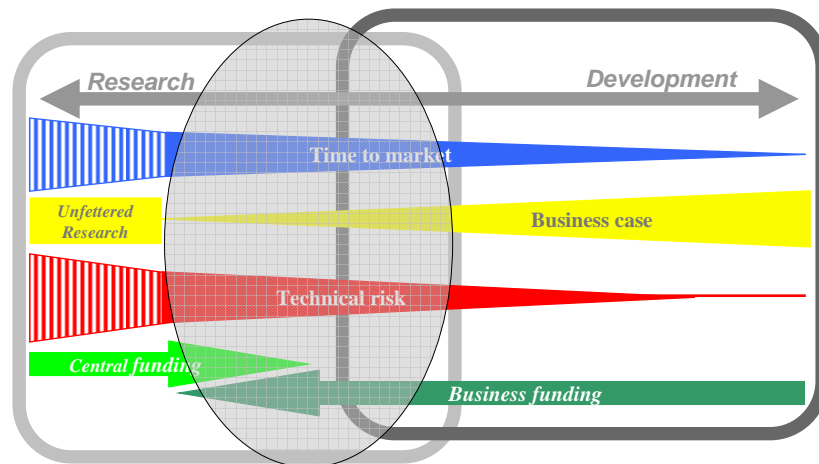 Research
Development
Time to market
Unfettered
Research
Business case
Technical risk
Central funding
Business funding